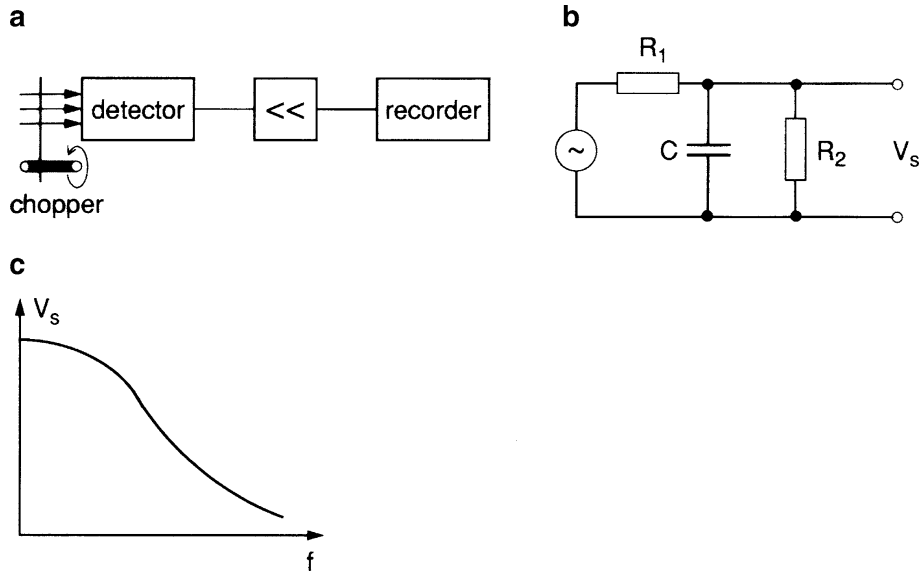 a
detector << recorder
chopper
b
R₁
~ C R₂ Vₛ
c
Vₛ
f